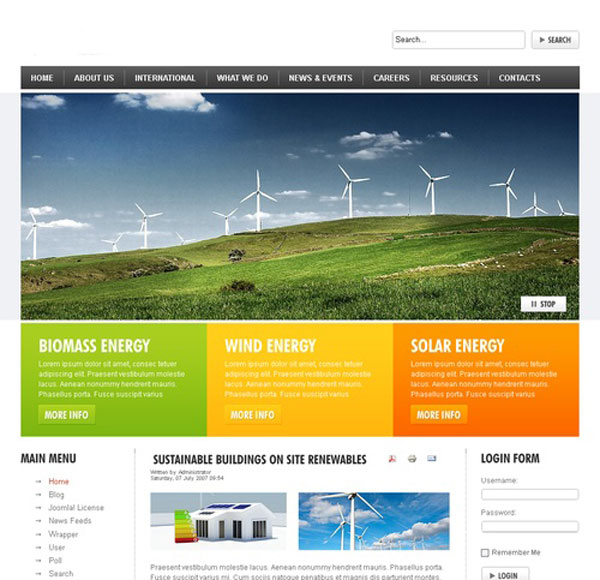 Search...
SEARCH
HOME ABOUT US INTERNATIONAL WHAT WE DO NEWS & EVENTS CAREERS RESOURCES CONTACTS
STOP
BIOMASS ENERGY
Lorem ipsum dolor sit amet, consec tetuer
adipiscing elit. Praesent vestibulum molestie
lacus. Aenean nonummy hendrerit mauris.
Phasellus porta. Fusce suscipit varius
MORE INFO
WIND ENERGY
Lorem ipsum dolor sit amet, consec tetuer
adipiscing elit. Praesent vestibulum molestie
lacus. Aenean nonummy hendrerit mauris.
Phasellus porta. Fusce suscipit varius
MORE INFO
SOLAR ENERGY
Lorem ipsum dolor sit amet, consec tetuer
adipiscing elit. Praesent vestibulum molestie
lacus. Aenean nonummy hendrerit mauris.
Phasellus porta. Fusce suscipit varius
MORE INFO
MAIN MENU
Home
Blog
Joomla! License
News Feeds
Wrapper
User
Poll
Search
SUSTAINABLE BUILDINGS ON SITE RENEWABLES
Written by Administrator
Saturday, 07 July 2007 09:54
Praesent vestibulum molestie lacus. Aenean nonummy hendrerit mauris. Phasellus porta.
Fusce suscipit varius mi. Cum sociis natoque penatibus et magnis dis parturient montes,
LOGIN FORM
Username:
Password:
Remember Me
LOGIN